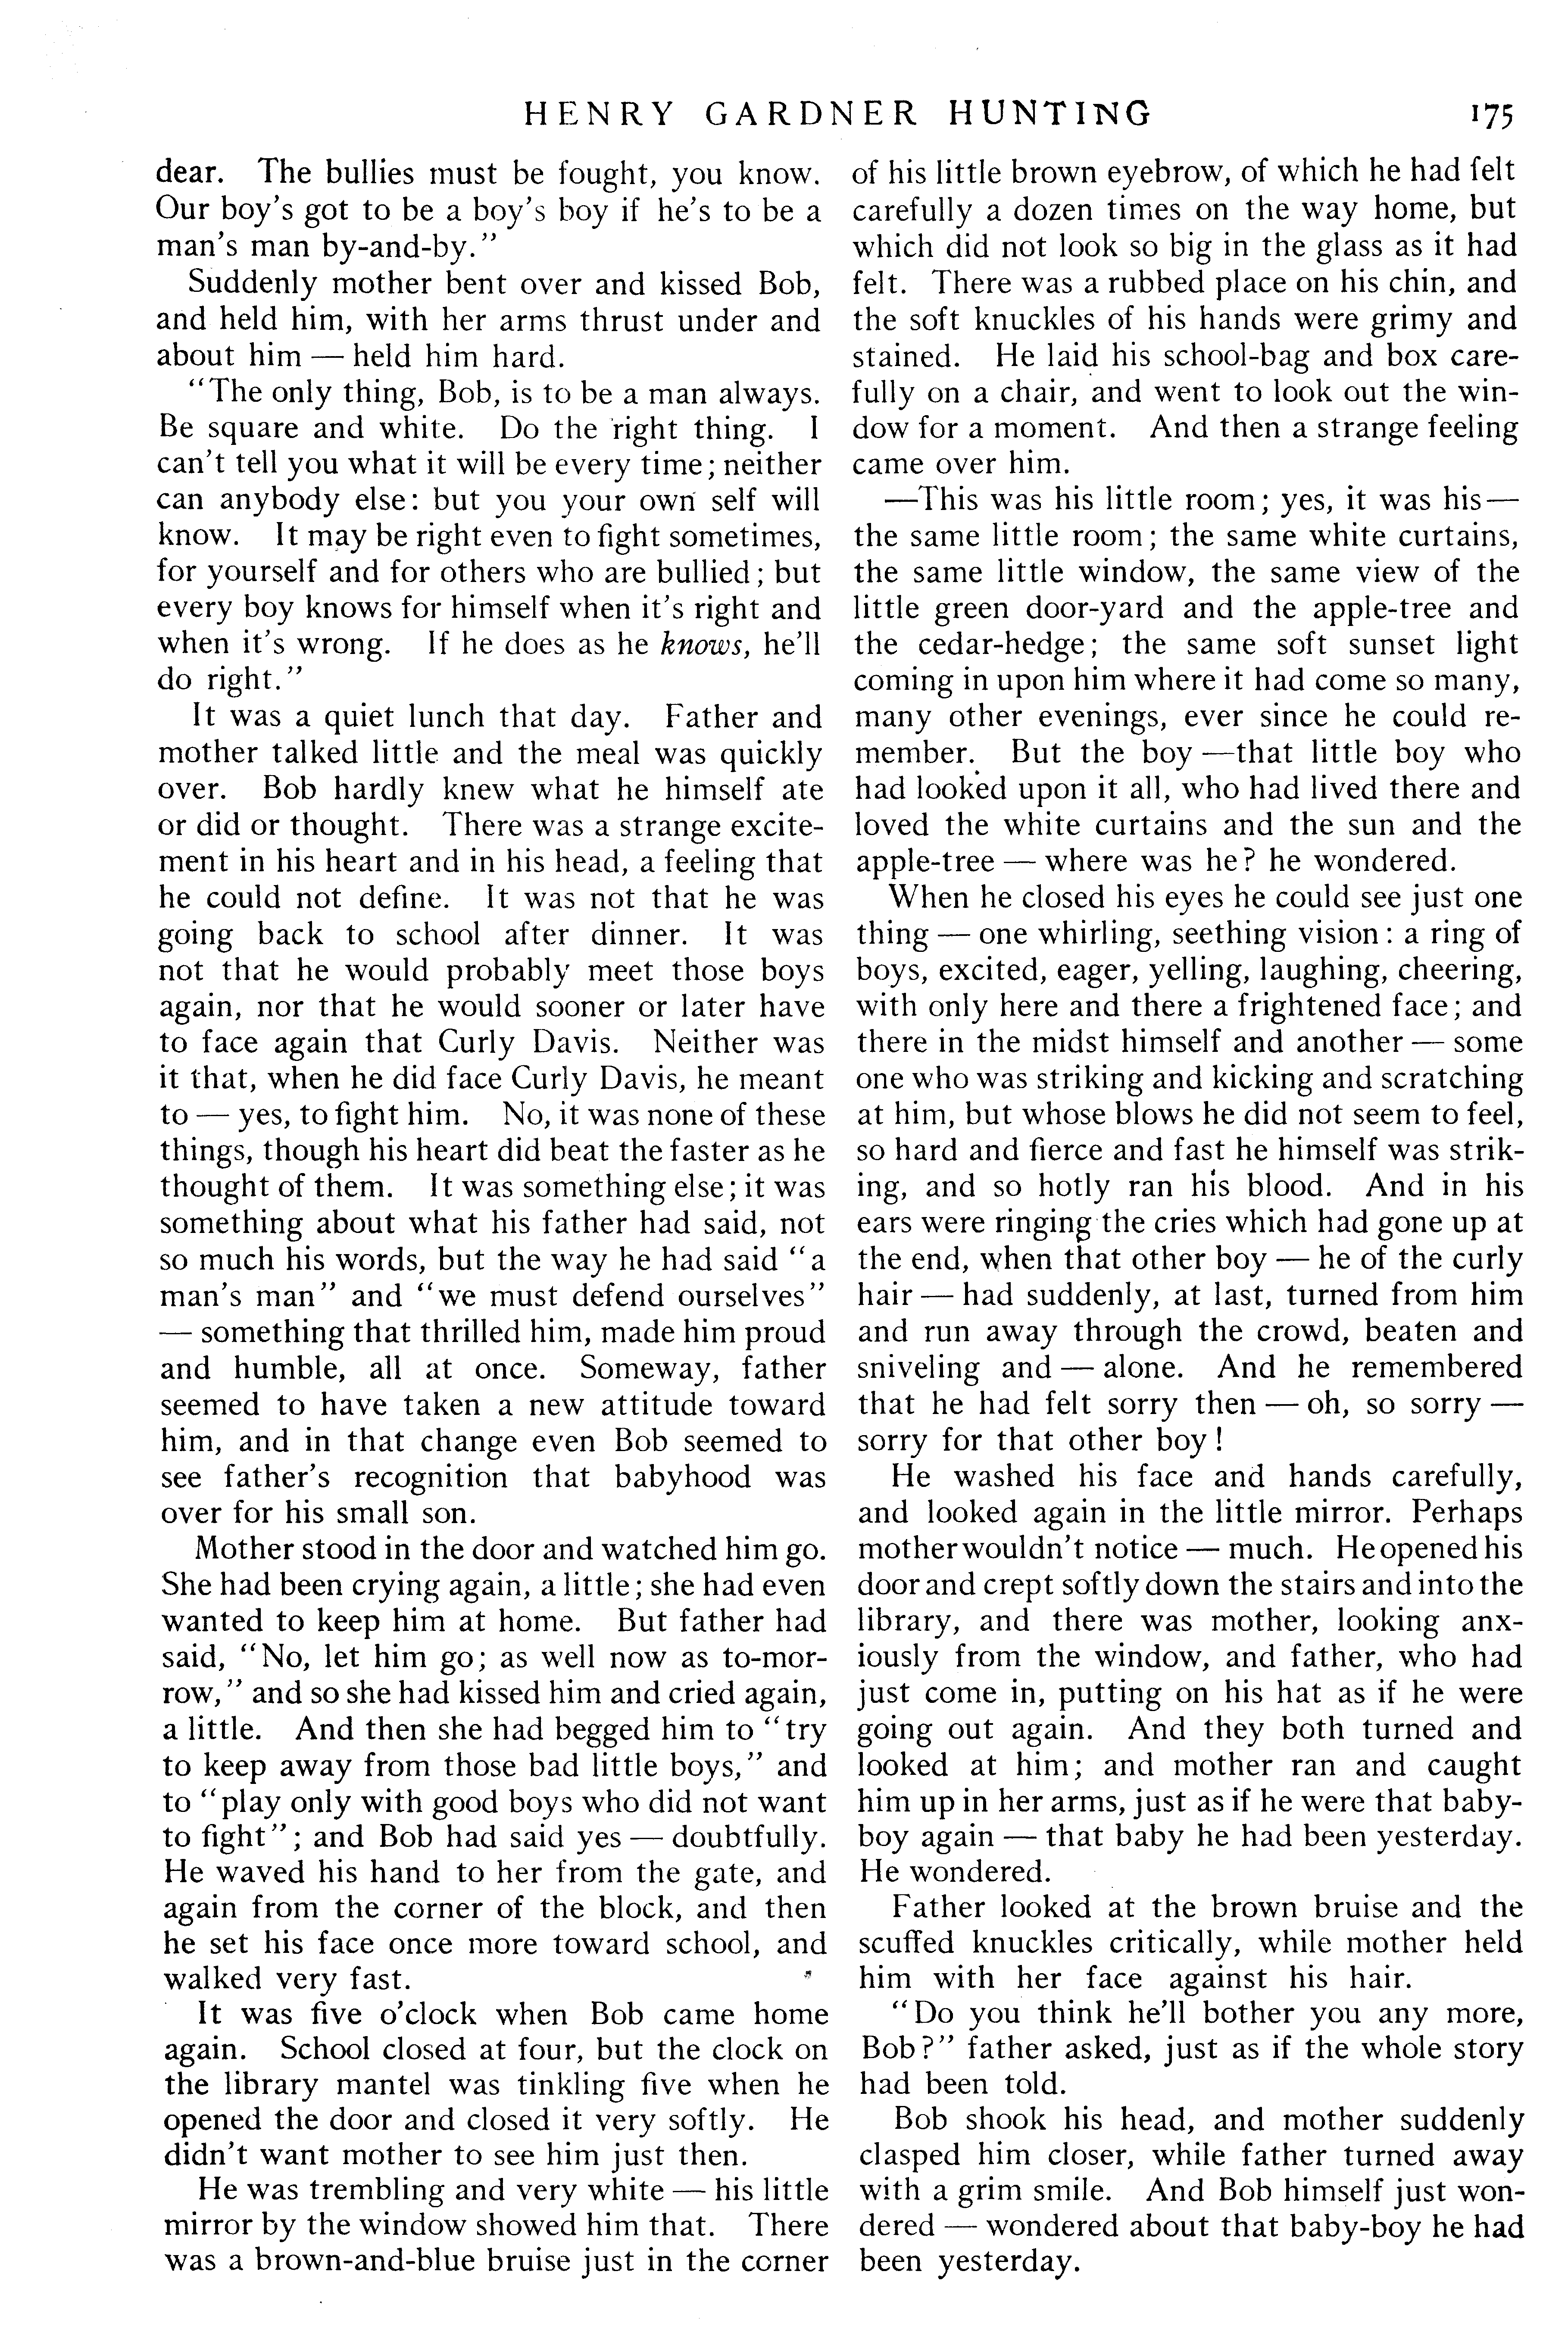 HENRY GARDNER HUNTING 175
dear. The bullies must be fought, you know.
Our boy's got to be a boy's boy if he's to be a
man's man by-and-by."
Suddenly mother bent over and kissed Bob,
and held him, with her arms thrust under and
about him — held him hard.
"The only thing, Bob, is to be a man always.
Be square and white. Do the right thing. I
can't tell you what it will be every time; neither
can anybody else: but you your own self will
know. It may be right even to fight sometimes,
for yourself and for others who are bullied; but
every boy knows for himself when it's right and
when it's wrong. If he does as he knows, he'll
do right."
It was a quiet lunch that day. Father and
mother talked little and the meal was quickly
over. Bob hardly knew what he himself ate
or did or thought. There was a strange excite-
ment in his heart and in his head, a feeling that
he could not define. It was not that he was
going back to school after dinner. It was
not that he would probably meet those boys
again, nor that he would sooner or later have
to face again that Curly Davis. Neither was
it that, when he did face Curly Davis, he meant
to — yes, to fight him. No, it was none of these
things, though his heart did beat the faster as he
thought of them. It was something else; it was
something about what his father had said, not
so much his words, but the way he had said "a
man's man" and "we must defend ourselves"
— something that thrilled him, made him proud
and humble, all at once. Someway, father
seemed to have taken a new attitude toward
him, and in that change even Bob seemed to
see father's recognition that babyhood was
over for his small son.
Mother stood in the door and watched him go.
She had been crying again, a little; she had even
wanted to keep him at home. But father had
said, "No, let him go; as well now as to-mor-
row," and so she had kissed him and cried again,
a little. And then she had begged him to "try
to keep away from those bad little boys," and
to "play only with good boys who did not want
to fight"; and Bob had said yes — doubtfully.
He waved his hand to her from the gate, and
again from the corner of the block, and then
he set his face once more toward school, and
walked very fast.
It was five o'clock when Bob came home
again. School closed at four, but the clock on
the library mantel was tinkling five when he
opened the door and closed it very softly. He
didn't want mother to see him just then.
He was trembling and very white — his little
mirror by the window showed him that. There
was a brown-and-blue bruise just in the corner
of his little brown eyebrow, of which he had felt
carefully a dozen times on the way home, but
which did not look so big in the glass as it had
felt. There was a rubbed place on his chin, and
the soft knuckles of his hands were grimy and
stained. He laid his school-bag and box care-
fully on a chair, and went to look out the win-
dow for a moment. And then a strange feeling
came over him.
—This was his little room; yes, it was his—
the same little room; the same white curtains,
the same little window, the same view of the
little green door-yard and the apple-tree and
the cedar-hedge; the same soft sunset light
coming in upon him where it had come so many,
many other evenings, ever since he could re-
member. But the boy —that little boy who
had looked upon it all, who had lived there and
loved the white curtains and the sun and the
apple-tree — where was he? he wondered.
When he closed his eyes he could see just one
thing — one whirling, seething vision: a ring of
boys, excited, eager, yelling, laughing, cheering,
with only here and there a frightened face; and
there in the midst himself and another — some
one who was striking and kicking and scratching
at him, but whose blows he did not seem to feel,
so hard and fierce and fast he himself was strik-
ing, and so hotly ran his blood. And in his
ears were ringing the cries which had gone up at
the end, when that other boy — he of the curly
hair — had suddenly, at last, turned from him
and run away through the crowd, beaten and
sniveling and — alone. And he remembered
that he had felt sorry then — oh, so sorry —
sorry for that other boy!
He washed his face and hands carefully,
and looked again in the little mirror. Perhaps
mother wouldn't notice — much. He opened his
door and crept softly down the stairs and into the
library, and there was mother, looking anx-
iously from the window, and father, who had
just come in, putting on his hat as if he were
going out again. And they both turned and
looked at him; and mother ran and caught
him up in her arms, just as if he were that baby-
boy again — that baby he had been yesterday.
He wondered.
Father looked at the brown bruise and the
scuffed knuckles critically, while mother held
him with her face against his hair.
"Do you think he'll bother you any more,
Bob?" father asked, just as if the whole story
had been told.
Bob shook his head, and mother suddenly
clasped him closer, while father turned away
with a grim smile. And Bob himself just won-
dered — wondered about that baby-boy he had
been yesterday.